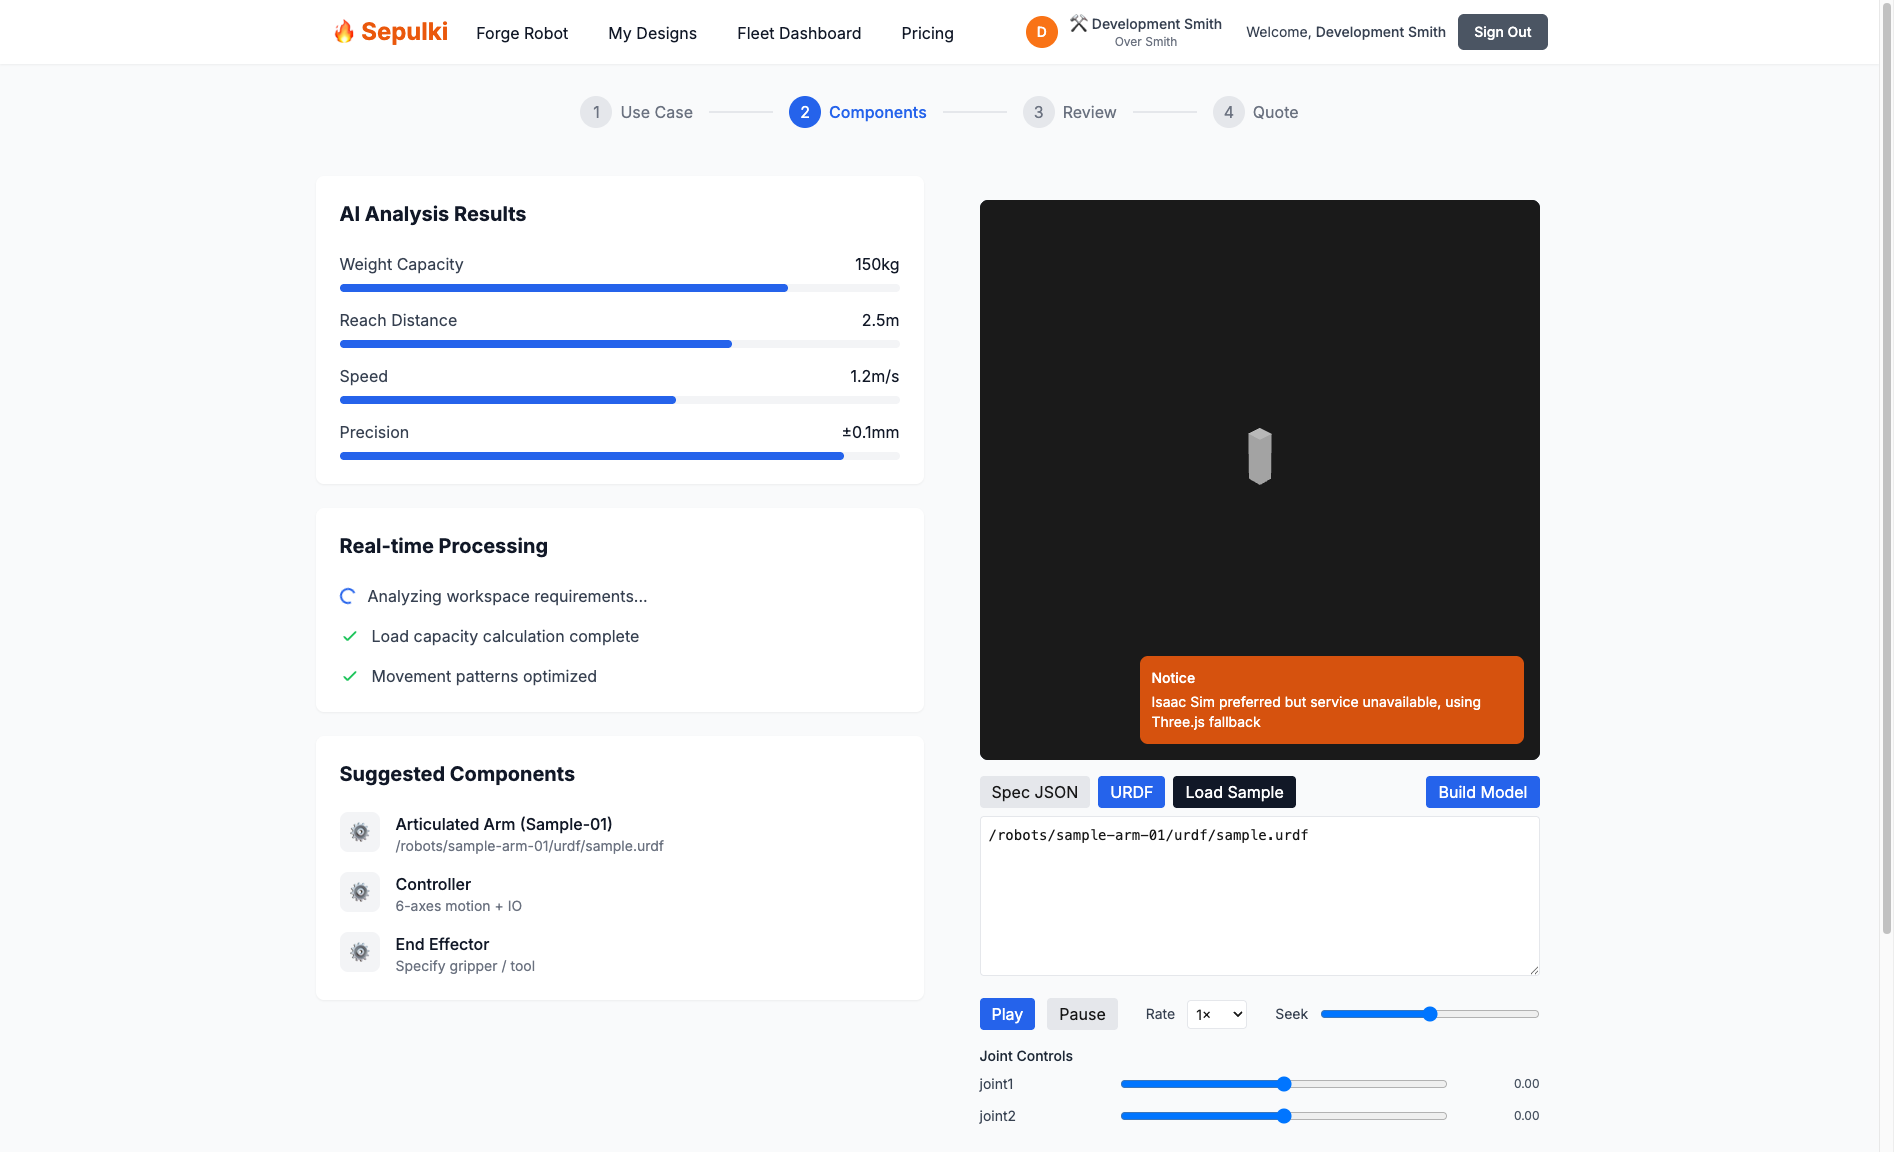 Sepulki
Forge Robot
My Designs
Fleet Dashboard
Pricing
D
Development Smith
Over Smith
Welcome, Development Smith
Sign Out
1 Use Case
2 Components
3 Review
4 Quote
AI Analysis Results
Weight Capacity 150kg
Reach Distance 2.5m
Speed 1.2m/s
Precision ±0.1mm
Real-time Processing
Analyzing workspace requirements...
Load capacity calculation complete
Movement patterns optimized
Suggested Components
Articulated Arm (Sample-01)
/robots/sample-arm-01/urdf/sample.urdf
Controller
6-axes motion + IO
End Effector
Specify gripper / tool
Notice
Isaac Sim preferred but service unavailable, using
Three.js fallback
Spec JSON
URDF
Load Sample
Build Model
/robots/sample-arm-01/urdf/sample.urdf
Play
Pause
Rate 1×
Seek
Joint Controls
joint1 0.00
joint2 0.00